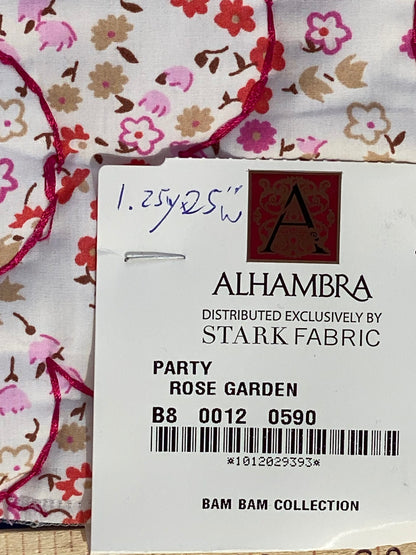 1.25y x 25"w
A
ALHAMBRA
DISTRIBUTED EXCLUSIVELY BY
STARK FABRIC
PARTY
ROSE GARDEN
B8 0012 0590
*1012029393*
BAM BAM COLLECTION